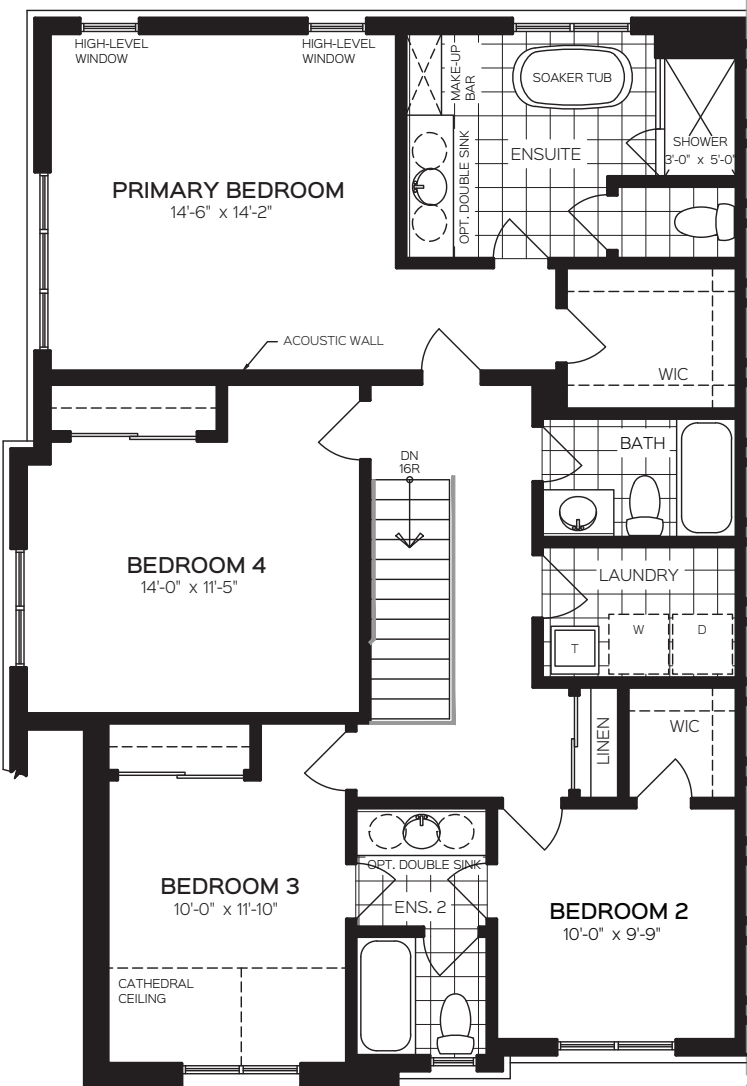 HIGH-LEVEL
WINDOW
HIGH-LEVEL
WINDOW
MAKE-UP
BAR
SOAKER TUB
OPT. DOUBLE SINK
ENSUITE
SHOWER
3'-0" x 5'-0"
PRIMARY BEDROOM
14'-6" x 14'-2"
ACOUSTIC WALL
WIC
DN
16R
BATH
BEDROOM 4
14'-0" x 11'-5"
LAUNDRY
T
W
D
LINEN
WIC
OPT. DOUBLE SINK
ENS. 2
BEDROOM 3
10'-0" x 11'-10"
BEDROOM 2
10'-0" x 9'-9"
CATHEDRAL
CEILING